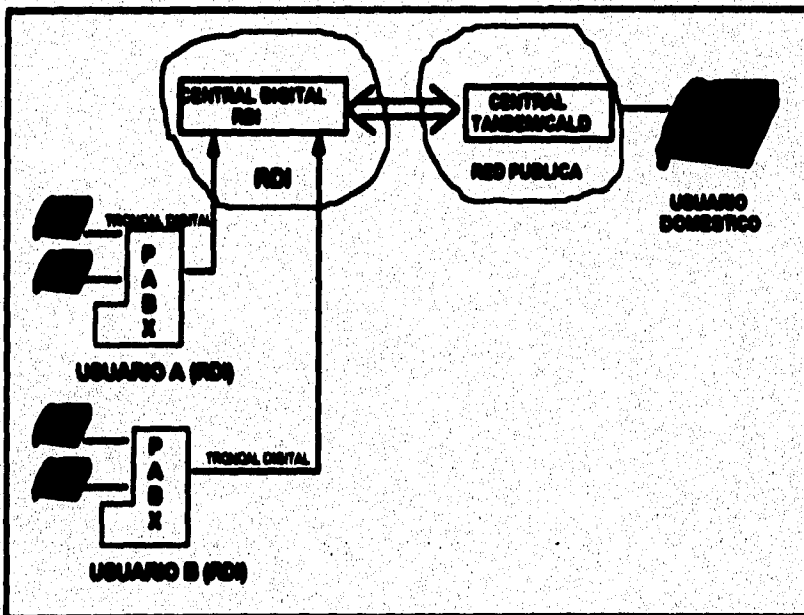 CENTRAL DIGITAL
RDI
RDI
CENTRAL
TANDEM/CALD
RED PUBLICA
USUARIO
DOMESTICO
TRONCAL DIGITAL
P
A
B
X
USUARIO A (RDI)
TRONCAL DIGITAL
P
A
B
X
USUARIO B (RDI)